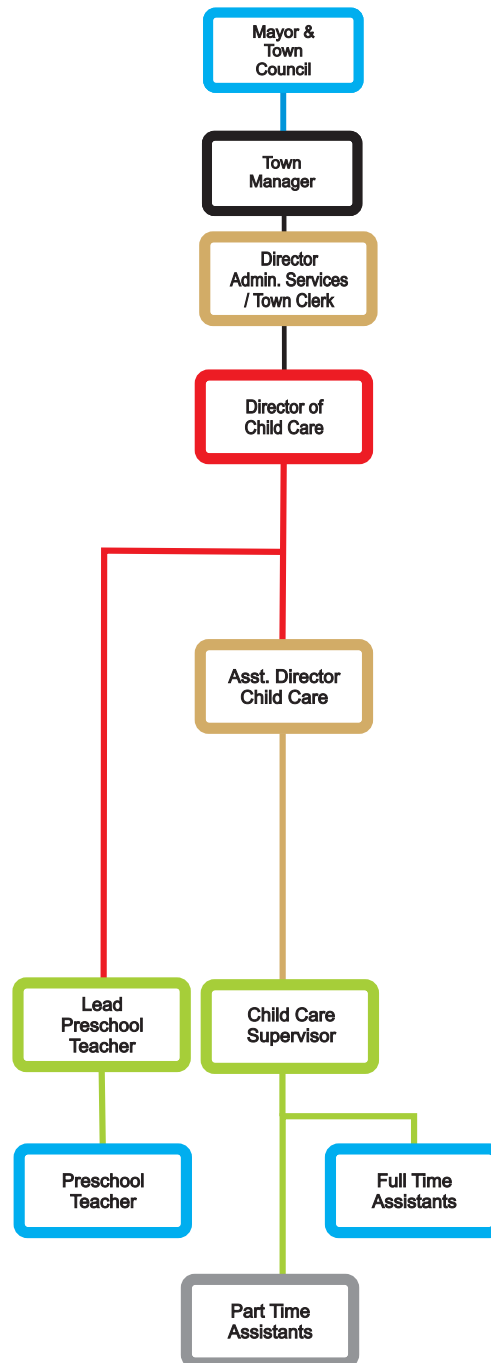 Mayor &
Town
Council
Town
Manager
Director
Admin. Services
/ Town Clerk
Director of
Child Care
Asst. Director
Child Care
Lead
Preschool
Teacher
Child Care
Supervisor
Preschool
Teacher
Full Time
Assistants
Part Time
Assistants